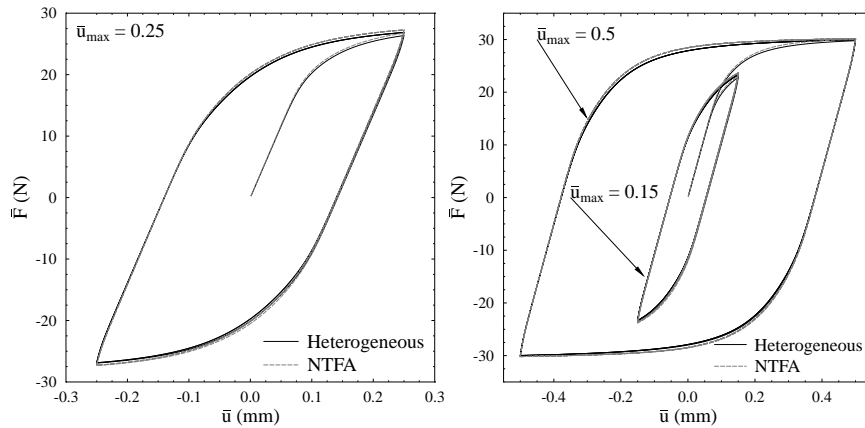 ū_max = 0.25
30
20
10
0
-10
-20
-30
F̄ (N)
Heterogeneous
NTFA
-0.3
-0.2
-0.1
0.0
0.1
0.2
0.3
ū (mm)
ū_max = 0.5
ū_max = 0.15
30
20
10
0
-10
-20
-30
F̄ (N)
Heterogeneous
NTFA
-0.4
-0.2
0.0
0.2
0.4
ū (mm)